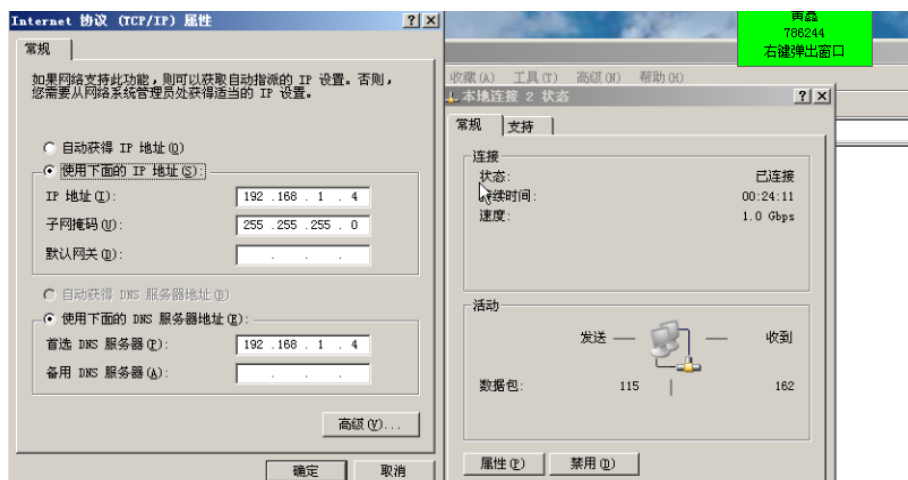 Internet 协议 (TCP/IP) 属性
常规
如果网络支持此功能，则可以获取自动指派的 IP 设置。否则，
您需要从网络系统管理员处获得适当的 IP 设置。
自动获得 IP 地址(O)
使用下面的 IP 地址(S):
IP 地址(I):
192 .168 . 1 . 4
子网掩码(U):
255 .255 .255 . 0
默认网关(D):
自动获得 DNS 服务器地址(B)
使用下面的 DNS 服务器地址(E):
首选 DNS 服务器(P):
192 .168 . 1 . 4
备用 DNS 服务器(A):
高级(V)...
确定
取消
786244
右键弹出窗口
收藏(A) 工具(T) 高级(N) 帮助(H)
本地连接 2 状态
常规
支持
连接
状态:
已连接
持续时间:
00:24:11
速度:
1.0 Gbps
活动
发送
收到
数据包:
115
162
属性(P)
禁用(D)